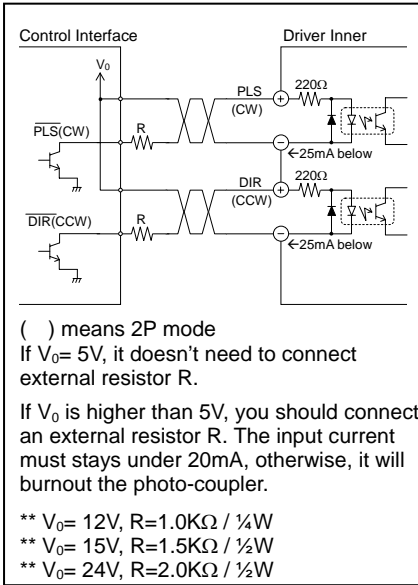 Control Interface
Driver Inner
V₀
PLS
(CW)
220Ω
+
PLS(CW)
R
-
←25mA below
DIR
(CCW)
220Ω
+
DIR(CCW)
R
-
←25mA below
( ) means 2P mode
If V₀= 5V, it doesn't need to connect
external resistor R.
If V₀ is higher than 5V, you should connect
an external resistor R. The input current
must stays under 20mA, otherwise, it will
burnout the photo-coupler.
** V₀= 12V, R=1.0KΩ / ¼W
** V₀= 15V, R=1.5KΩ / ½W
** V₀= 24V, R=2.0KΩ / ½W